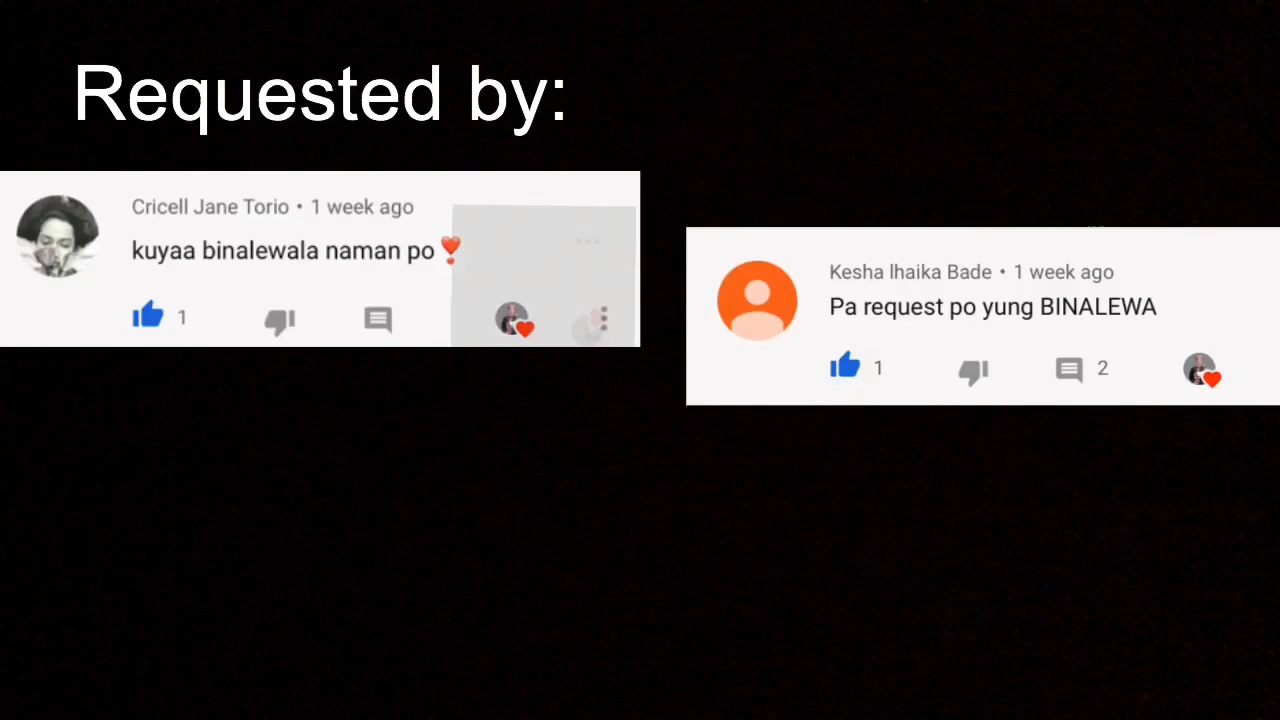 Requested by:
Cricell Jane Torio • 1 week ago
kuyaa binalewala naman po❣️
1
Kesha lhaika Bade • 1 week ago
Pa request po yung BINALEWA
1
2